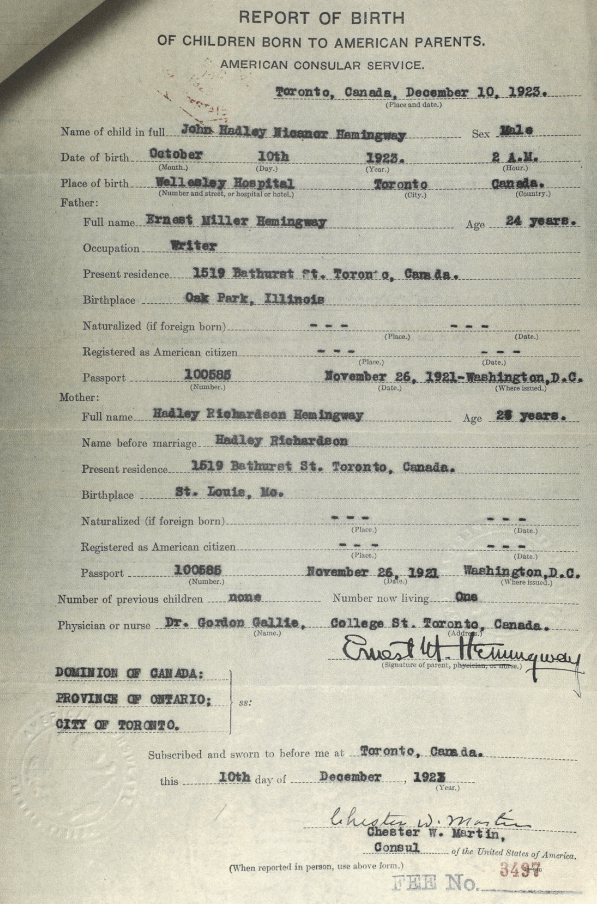 REPORT OF BIRTH
OF CHILDREN BORN TO AMERICAN PARENTS.
AMERICAN CONSULAR SERVICE.
Toronto, Canada, December 10, 1923.
(Place and date.)
Name of child in full John Hadley Nicanor Hemingway Sex Male
Date of birth October 10th 1923. 2 A.M.
(Month.) (Day.) (Year.) (Hour.)
Place of birth Wellesley Hospital Toronto Canada.
(Number and street, or hospital or hotel.) (City.) (Country.)
Father:
Full name Ernest Miller Hemingway Age 24 years.
Occupation Writer
Present residence 1519 Bathurst St. Toronto, Canada.
Birthplace Oak Park, Illinois
Naturalized (if foreign born) - - - - - -
(Place.) (Date.)
Registered as American citizen - - - - - -
(Place.) (Date.)
Passport 100585 November 26, 1921-Washington,D.C.
(Number.) (Date.) (Where issued.)
Mother:
Full name Hadley Richardson Hemingway Age years.
Name before marriage Hadley Richardson
Present residence 1519 Bathurst St. Toronto, Canada.
Birthplace St. Louis, Mo.
Naturalized (if foreign born) - - - - - -
(Place.) (Date.)
Registered as American citizen - - - - - -
(Place.) (Date.)
Passport 100585 November 26, 1921 Washington,D.C.
(Number.) (Date.) (Where issued.)
Number of previous children none Number now living One
Physician or nurse Dr. Gordon Gallie, College St. Toronto, Canada.
(Name.) (Address.)
Ernest M. Hemingway
(Signature of parent, physician, or nurse.)
DOMINION OF CANADA:
PROVINCE OF ONTARIO; ss:
CITY OF TORONTO.
Subscribed and sworn to before me at Toronto, Canada.
this 10th day of December , 1923
(Year.)
Chester W. Martin
Chester W. Martin,
Consul of the United States of America.
(When reported in person, use above form.)
FEE No. 3497